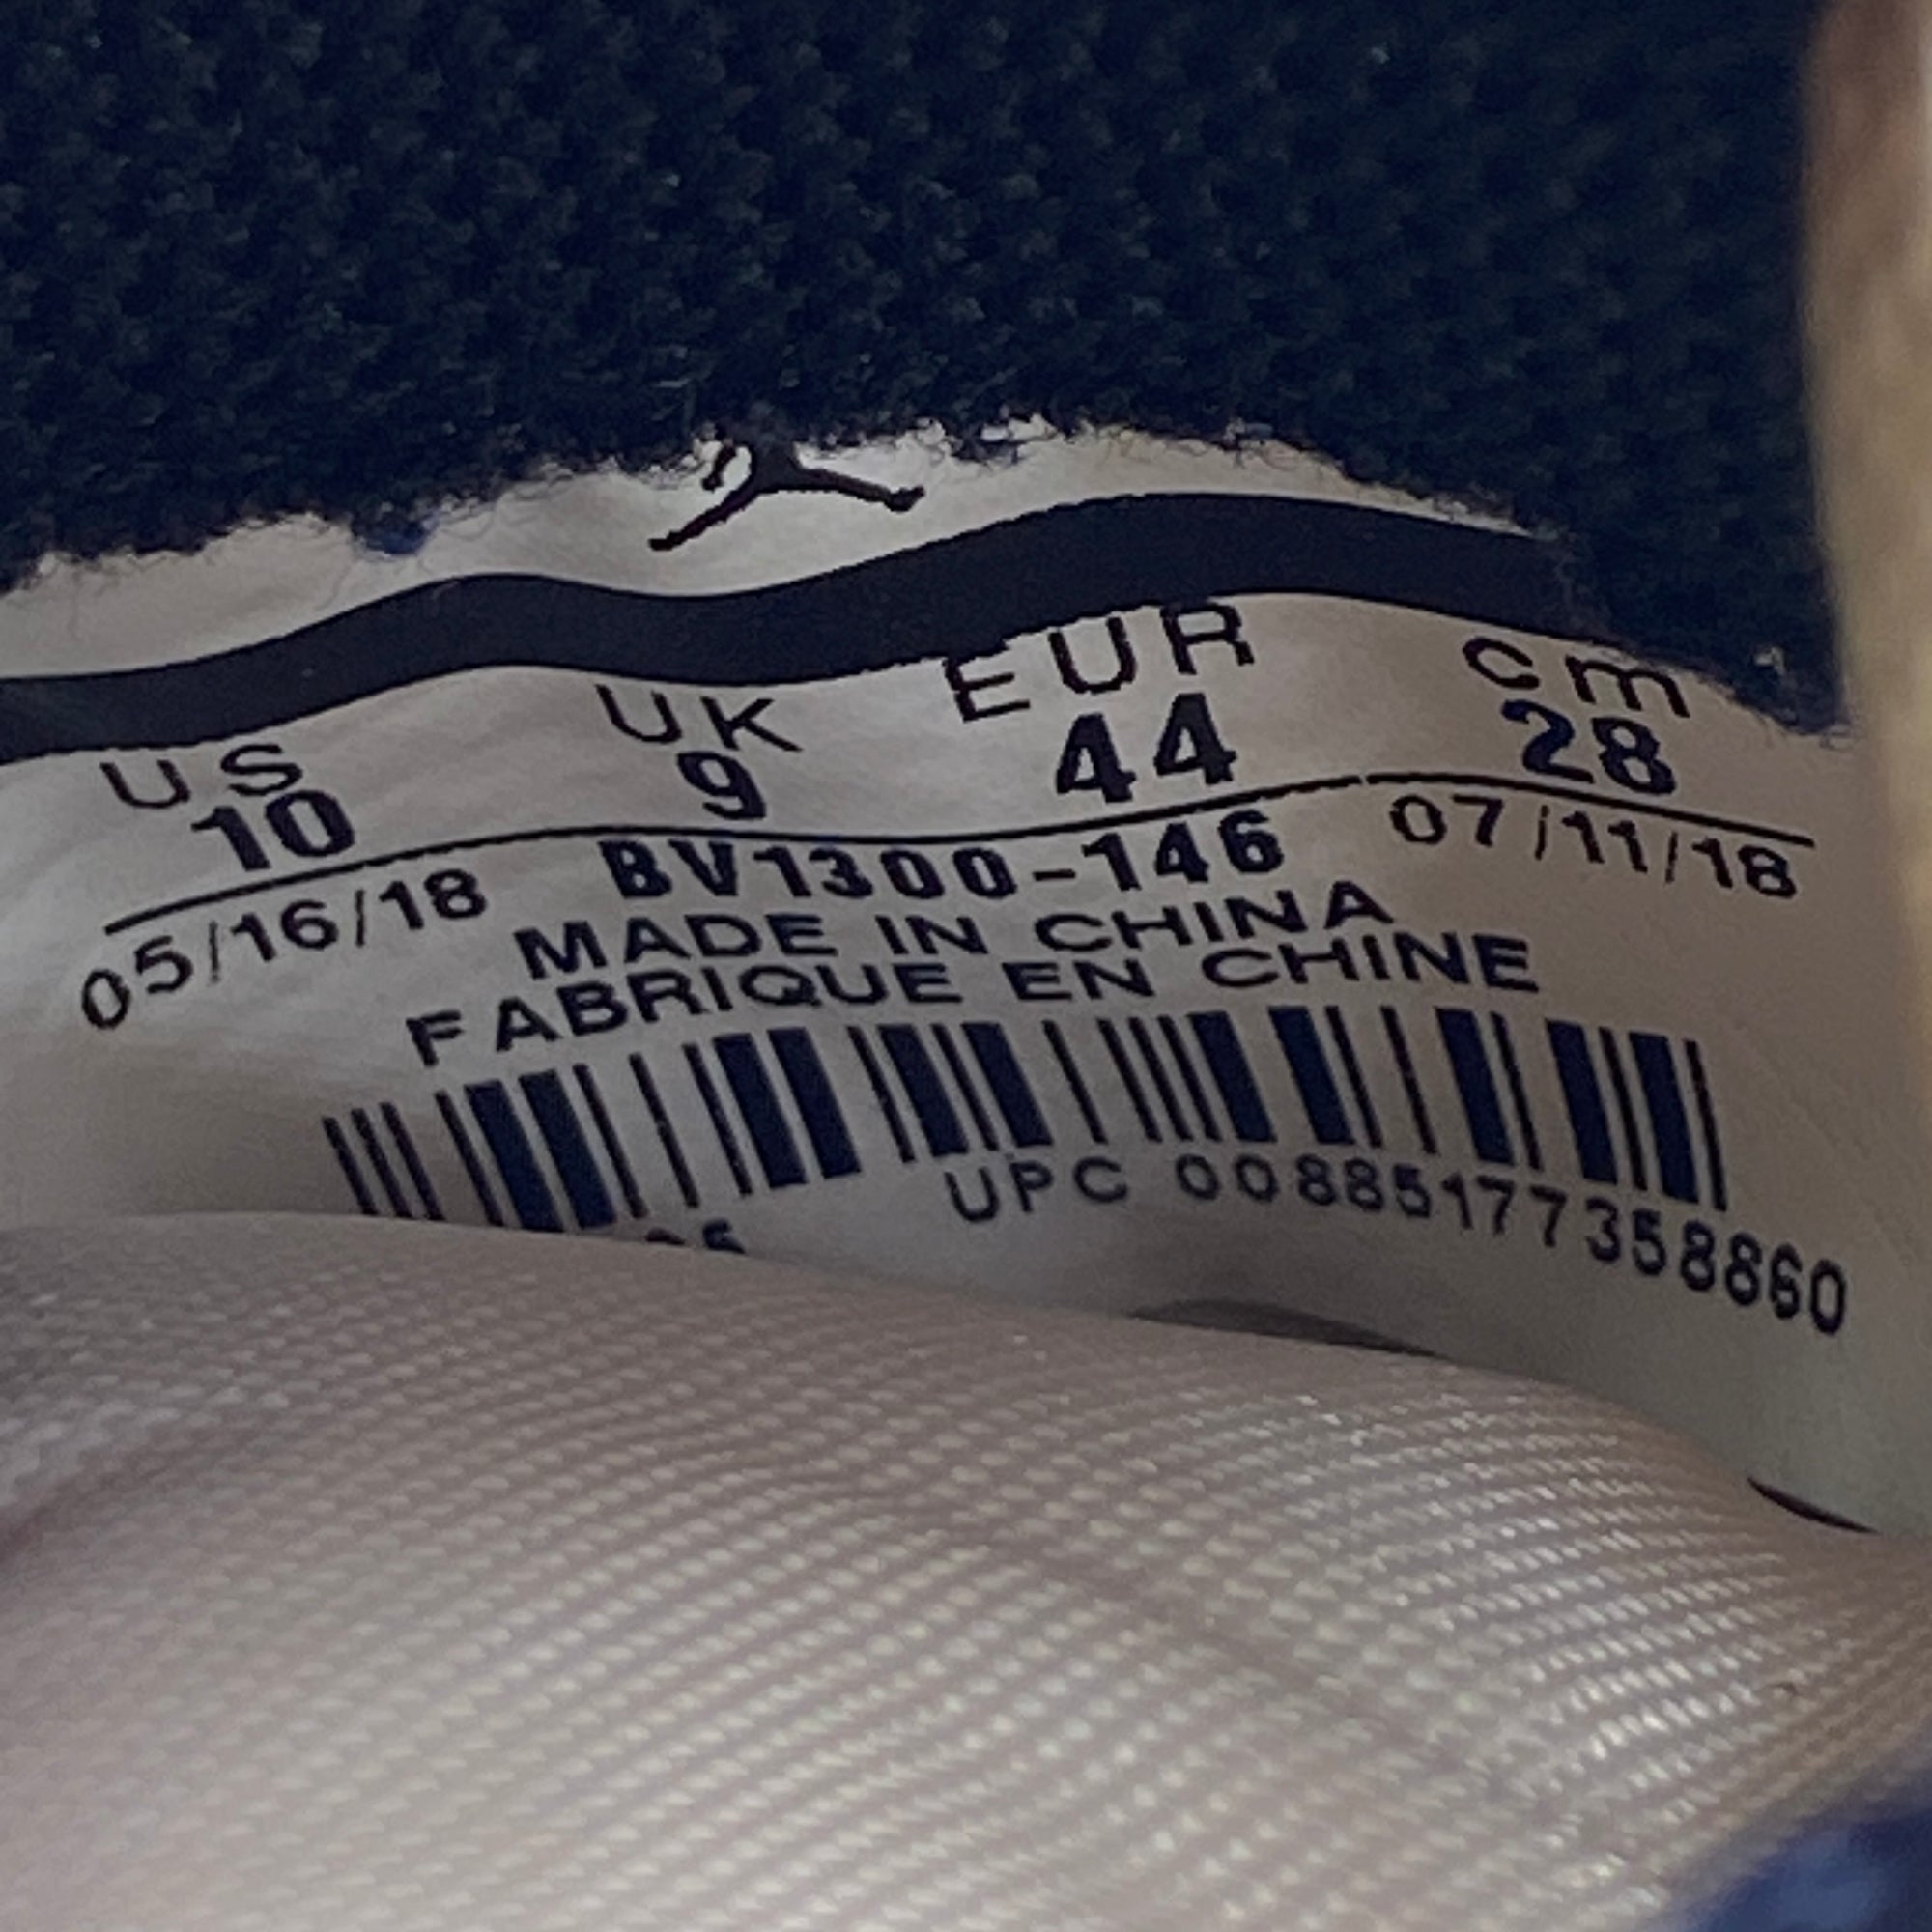 US UK EUR cm
10 9 44 28
05/16/18 BV1300-146 07/11/18
MADE IN CHINA
FABRIQUE EN CHINE
UPC 00885177358860